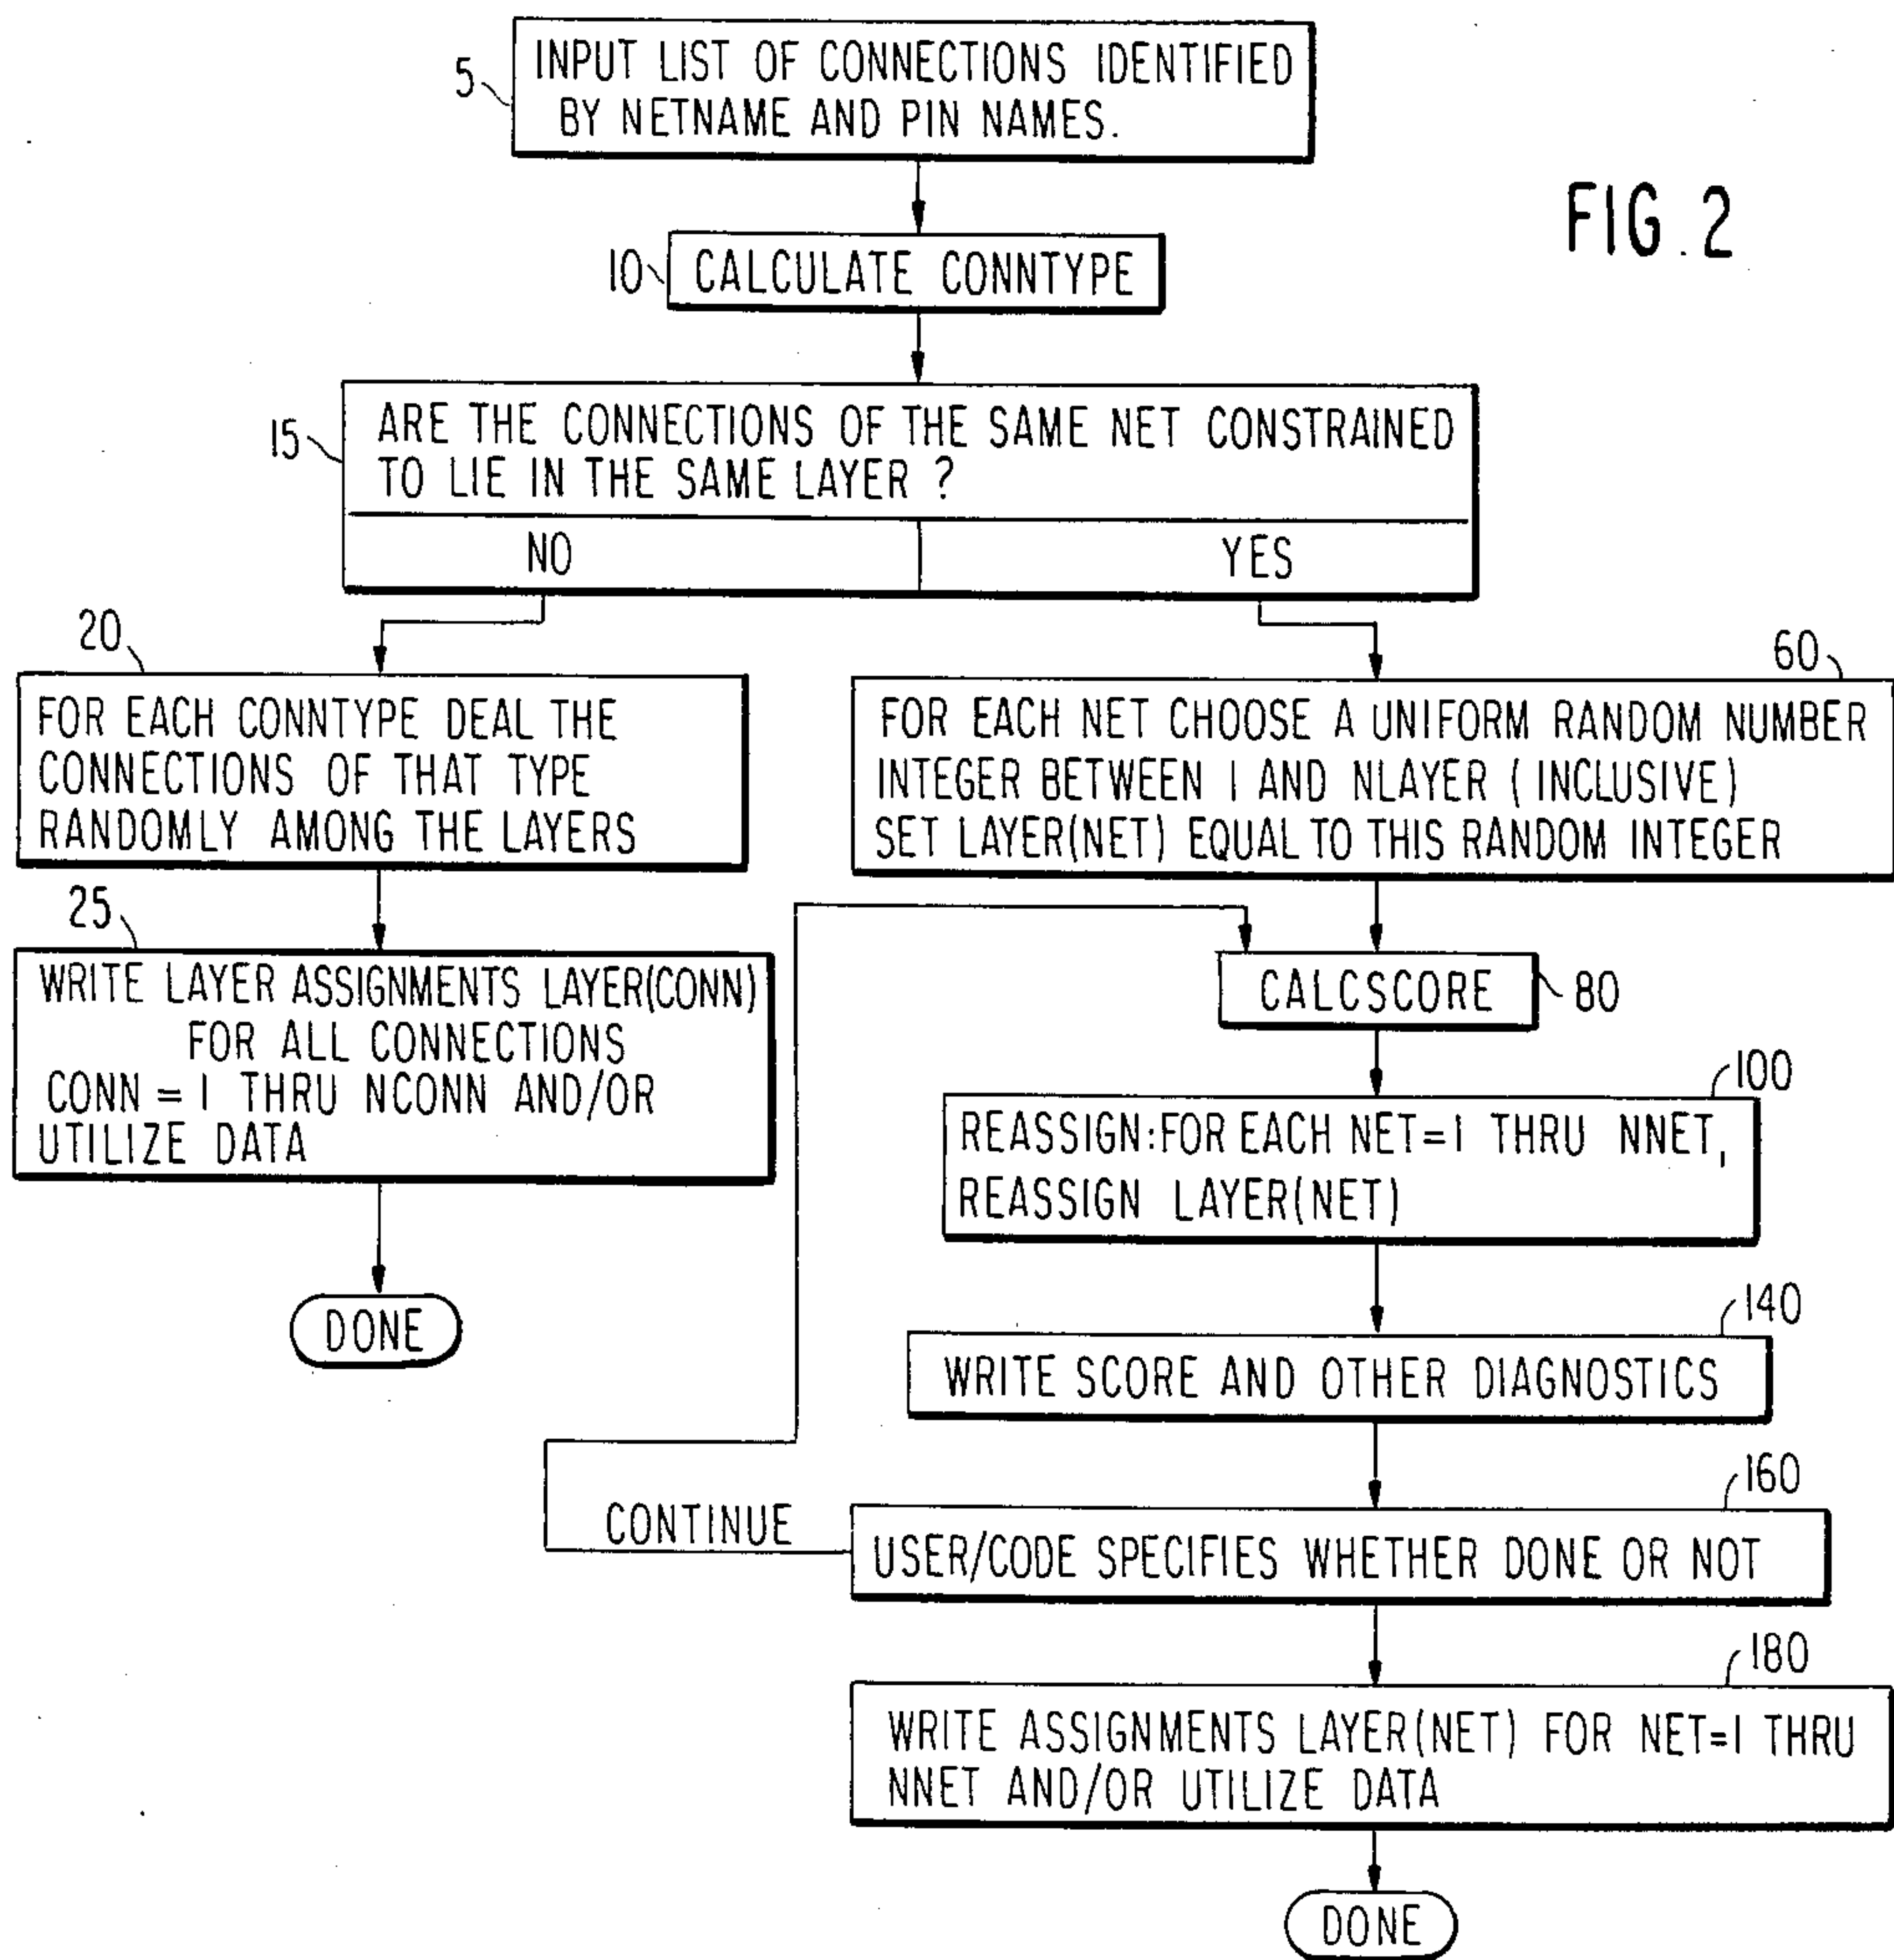 5
INPUT LIST OF CONNECTIONS IDENTIFIED
BY NETNAME AND PIN NAMES.
FIG. 2
10
CALCULATE CONNTYPE
15
ARE THE CONNECTIONS OF THE SAME NET CONSTRAINED
TO LIE IN THE SAME LAYER ?
NO
YES
20
FOR EACH CONNTYPE DEAL THE
CONNECTIONS OF THAT TYPE
RANDOMLY AMONG THE LAYERS
60
FOR EACH NET CHOOSE A UNIFORM RANDOM NUMBER
INTEGER BETWEEN 1 AND NLAYER (INCLUSIVE)
SET LAYER(NET) EQUAL TO THIS RANDOM INTEGER
25
WRITE LAYER ASSIGNMENTS LAYER(CONN)
FOR ALL CONNECTIONS
CONN = 1 THRU NCONN AND/OR
UTILIZE DATA
DONE
CALCSCORE
80
100
REASSIGN: FOR EACH NET=1 THRU NNET,
REASSIGN LAYER(NET)
140
WRITE SCORE AND OTHER DIAGNOSTICS
160
CONTINUE
USER/CODE SPECIFIES WHETHER DONE OR NOT
180
WRITE ASSIGNMENTS LAYER(NET) FOR NET=1 THRU
NNET AND/OR UTILIZE DATA
DONE